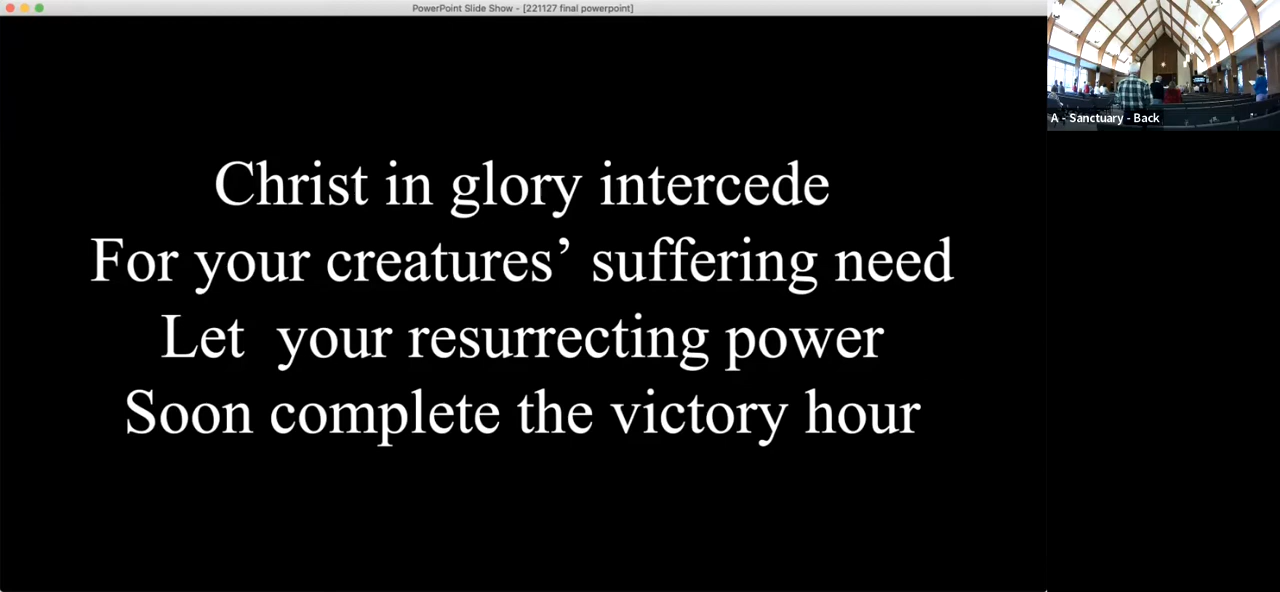 PowerPoint Slide Show - [221127 final powerpoint]
Christ in glory intercede
For your creatures’ suffering need
Let  your resurrecting power
Soon complete the victory hour
A - Sanctuary - Back